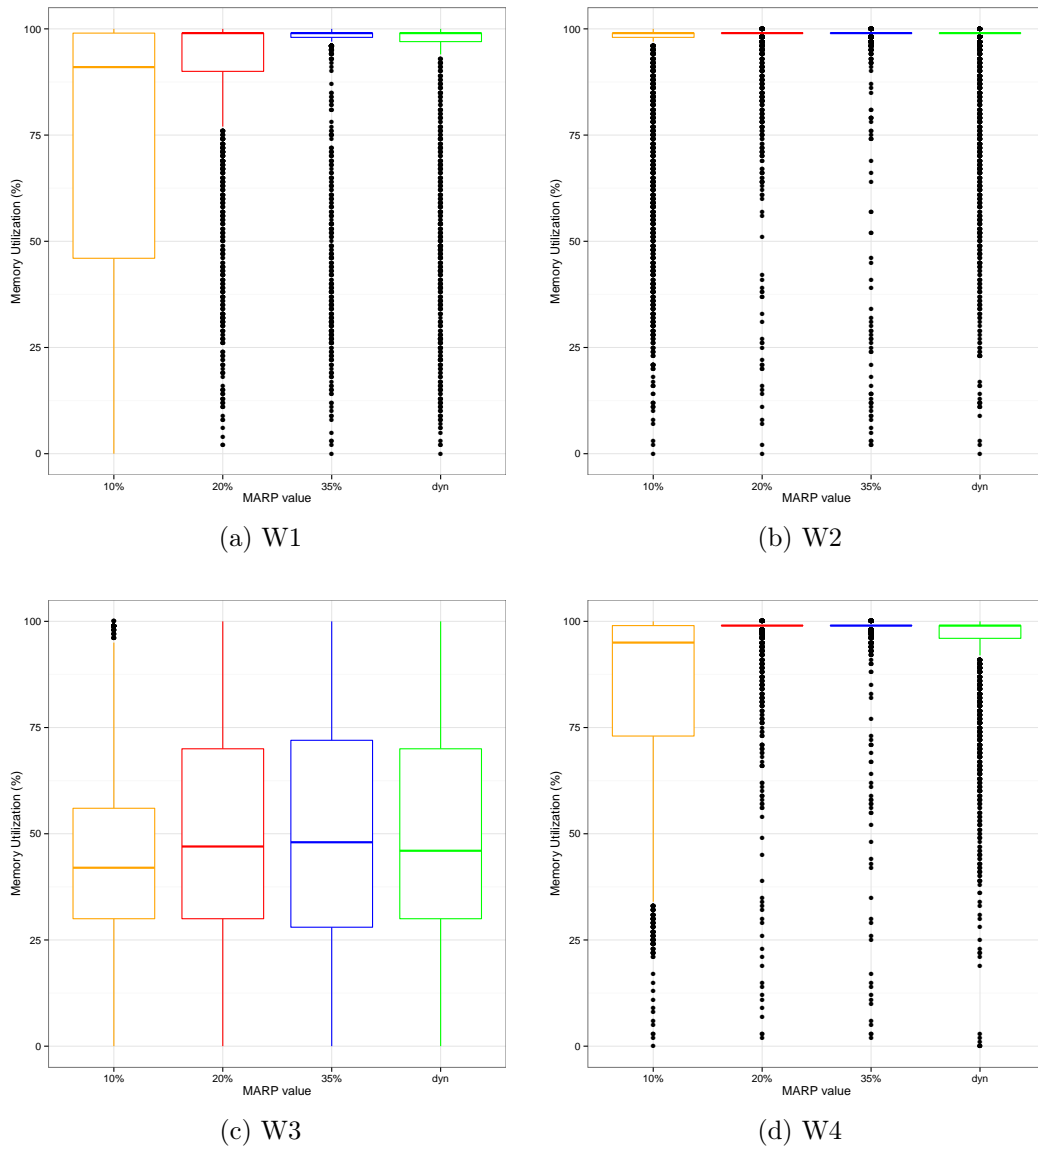 100
75
50
25
0
Memory Utilization (%)
10% 20% 35% dyn
MARP value
(a) W1
100
75
50
25
0
Memory Utilization (%)
10% 20% 35% dyn
MARP value
(b) W2
100
75
50
25
0
Memory Utilization (%)
10% 20% 35% dyn
MARP value
(c) W3
100
75
50
25
0
Memory Utilization (%)
10% 20% 35% dyn
MARP value
(d) W4